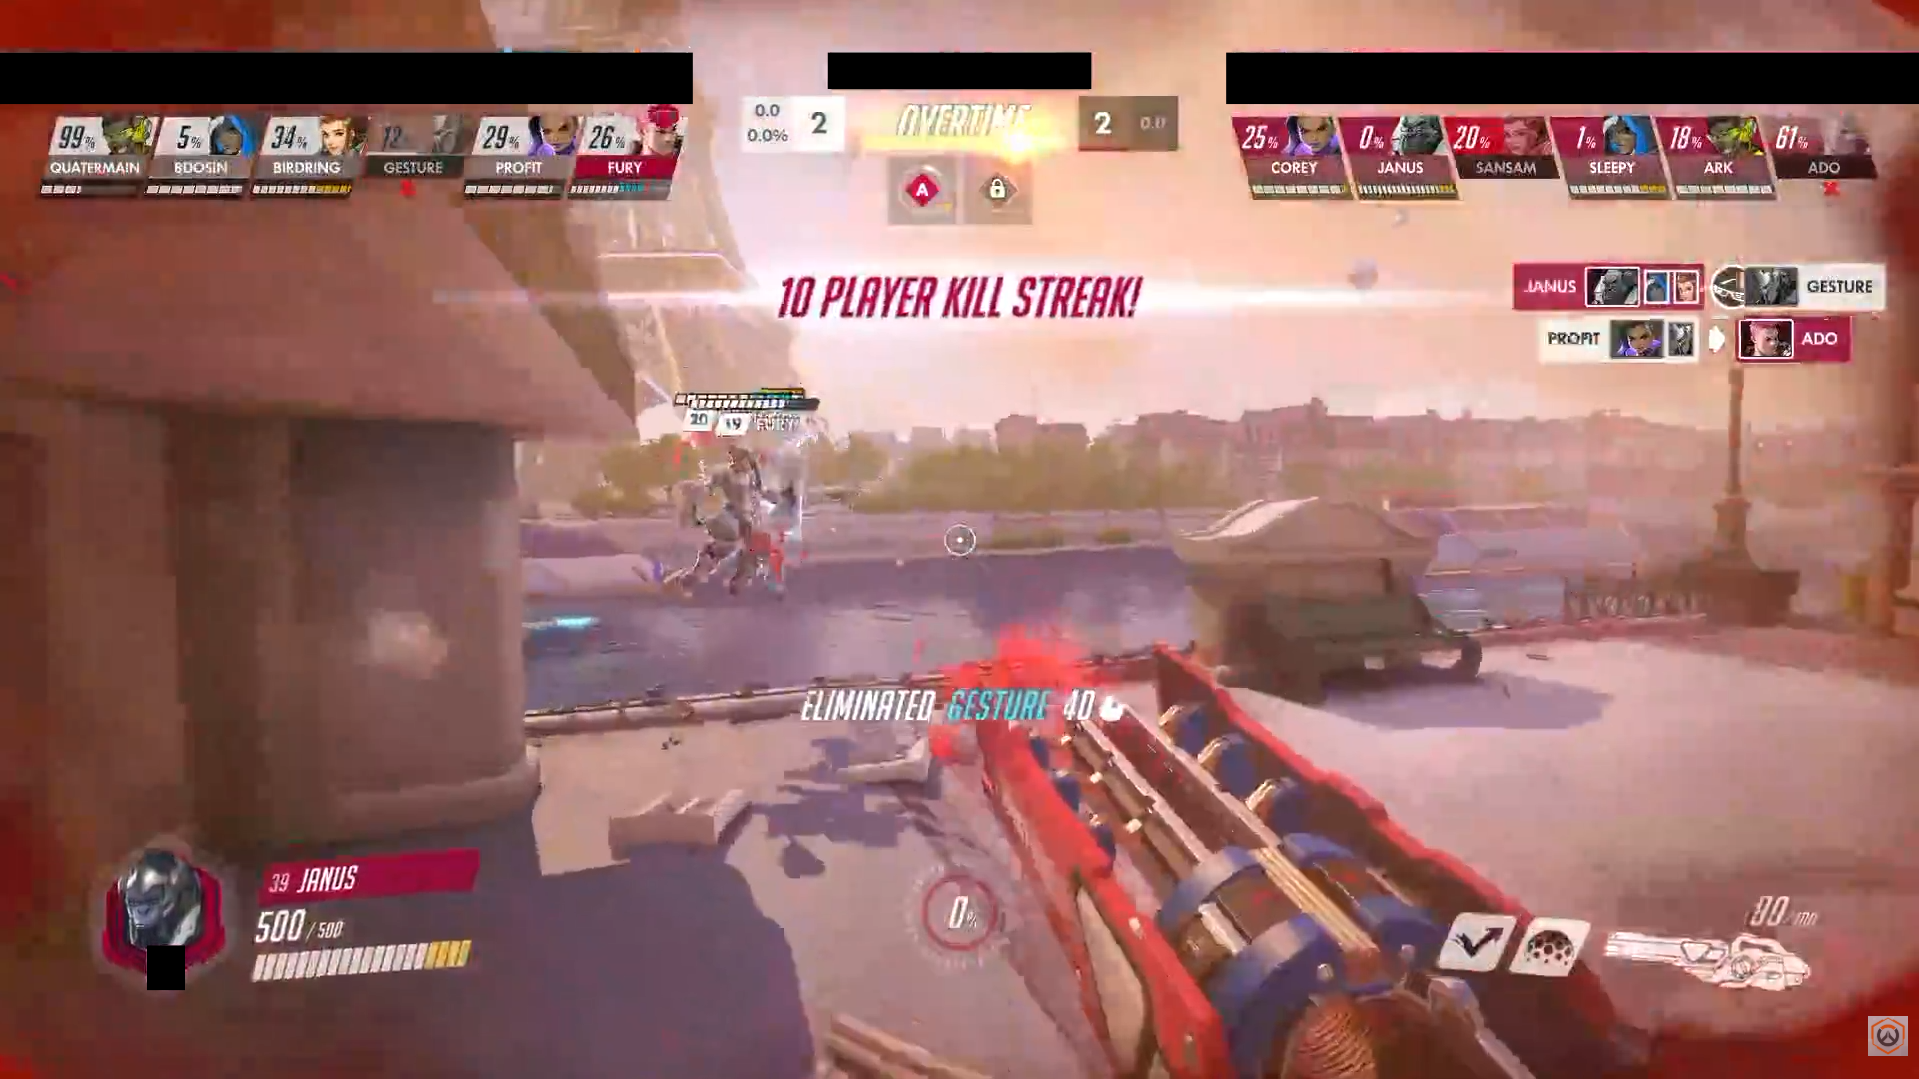 99% 5% 34% 12 29% 26%
QUATERMAIN BDOSIN BIRDRING GESTURE PROFIT FURY
0.0
0.0% 2 OVERTIME 2 0.0
A
25% 0% 20% 1% 18% 61%
COREY JANUS SANSAM SLEEPY ARK ADO
10 PLAYER KILL STREAK!
JANUS GESTURE
PROFIT ADO
20 19 FURY
ELIMINATED GESTURE 40
39 JANUS
500/500
0%